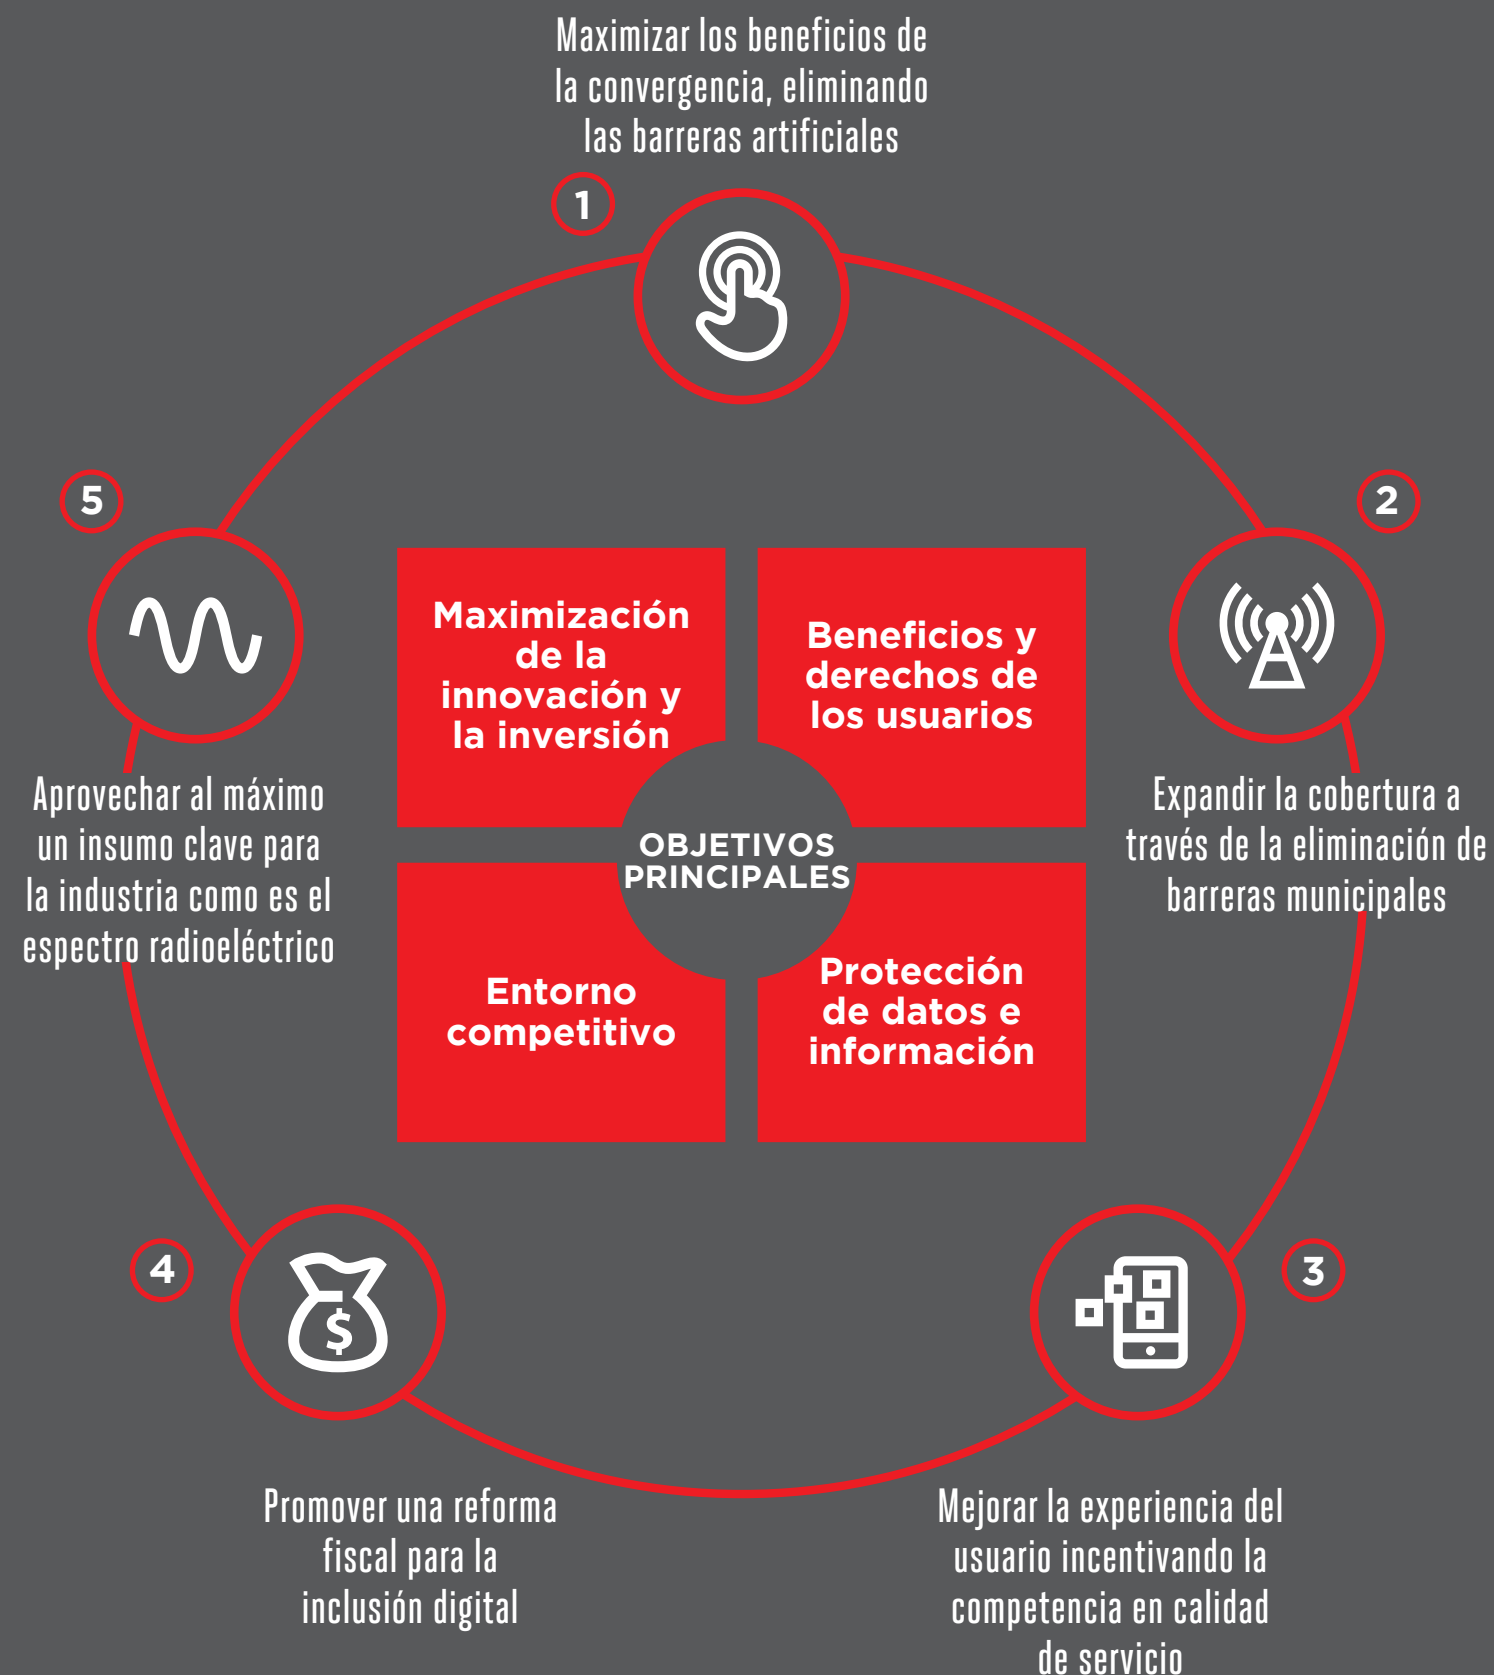 Maximizar los beneficios de
la convergencia, eliminando
las barreras artificiales
1
2
Expandir la cobertura a
través de la eliminación de
barreras municipales
3
Mejorar la experiencia del
usuario incentivando la
competencia en calidad
de servicio
4
$
Promover una reforma
fiscal para la
inclusión digital
5
Aprovechar al máximo
un insumo clave para
la industria como es el
espectro radioeléctrico
Maximización
de la
innovación y
la inversión
Beneficios y
derechos de
los usuarios
OBJETIVOS
PRINCIPALES
Entorno
competitivo
Protección
de datos e
información